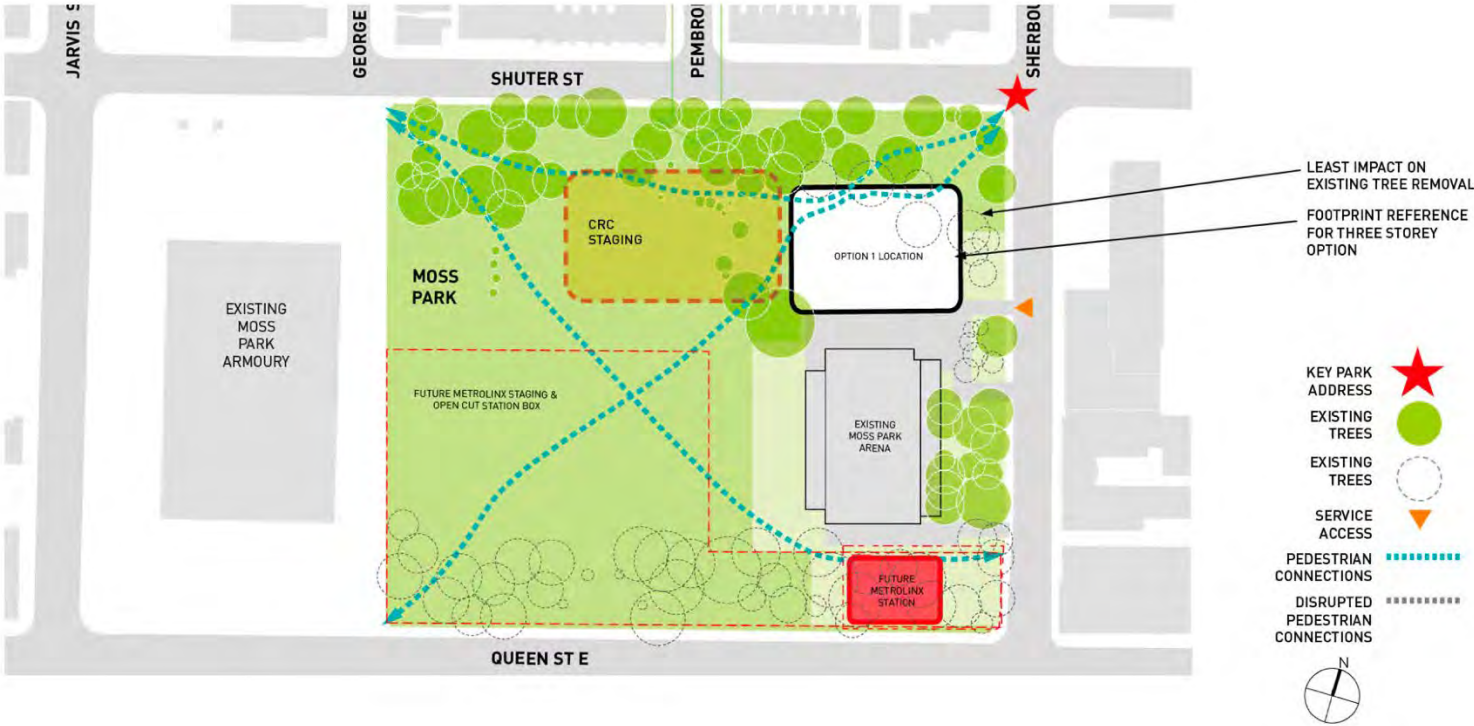 JARVIS S
GEORGE
PEMBRO
SHERBOU
SHUTER ST
LEAST IMPACT ON
EXISTING TREE REMOVAL
FOOTPRINT REFERENCE
FOR THREE STOREY
OPTION
CRC
STAGING
OPTION 1 LOCATION
MOSS
PARK
EXISTING
MOSS
PARK
ARMOURY
FUTURE METROLINX STAGING &
OPEN CUT STATION BOX
EXISTING
MOSS PARK
ARENA
FUTURE
METROLINX
STATION
QUEEN ST E
KEY PARK
ADDRESS
EXISTING
TREES
EXISTING
TREES
SERVICE
ACCESS
PEDESTRIAN
CONNECTIONS
DISRUPTED
PEDESTRIAN
CONNECTIONS
N